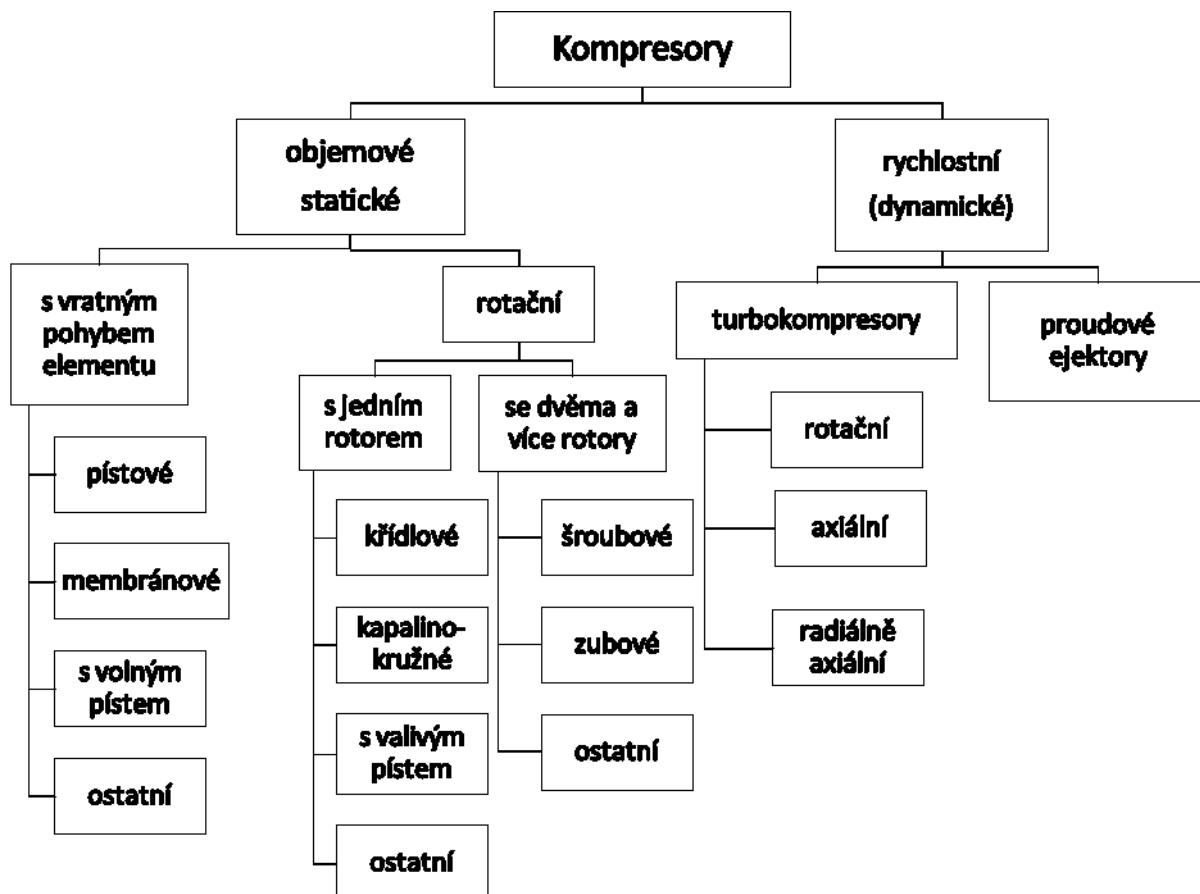 Kompresory
objemové
statické
rychlostní
(dynamické)
s vratným
pohybem
elementu
rotační
turbokompresory
proudové
ejektory
s jedním
rotorem
se dvěma a
více rotory
pístové
membránové
s volným
pístem
ostatní
křídlové
kapalino-
kružné
s valivým
pístem
ostatní
šroubové
zubové
ostatní
rotační
axiální
radiálně
axiální